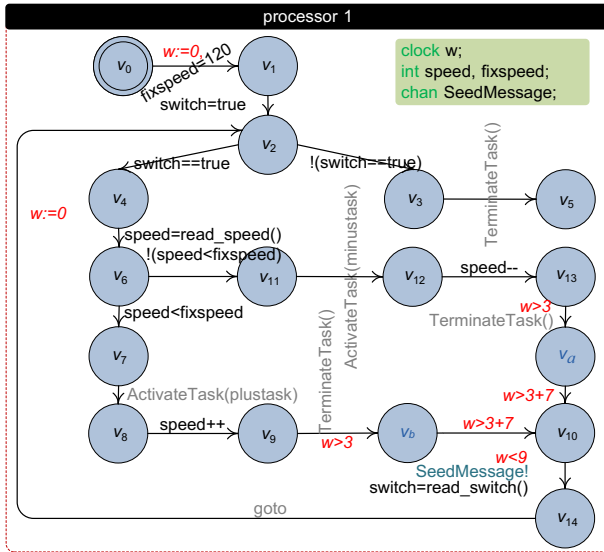 processor 1
clock w;
int speed, fixspeed;
chan SeedMessage;
w:=0,
fixspeed=120
v0
v1
switch=true
v2
switch==true
!(switch==true)
TerminateTask()
v4
v3
v5
w:=0
speed=read_speed()
!(speed<fixspeed)
ActivateTask(minustask)
v6
v11
v12
speed--
v13
speed<fixspeed
w>3
TerminateTask()
v7
va
TerminateTask()
ActivateTask(plustask)
w>3+7
v8
speed++
v9
w>3
vb
w>3+7
v10
w<9
SeedMessage!
switch=read_switch()
goto
v14